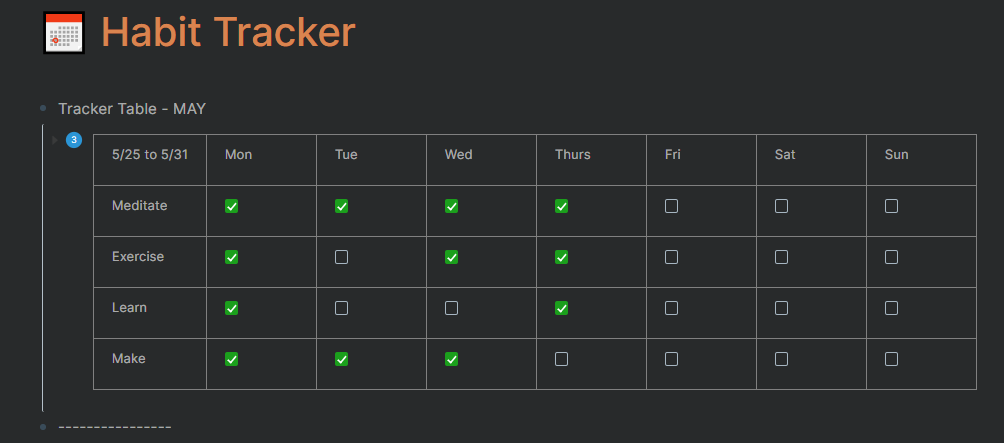 Habit Tracker
Tracker Table - MAY
3
5/25 to 5/31 Mon Tue Wed Thurs Fri Sat Sun
Meditate
Exercise
Learn
Make
----------------